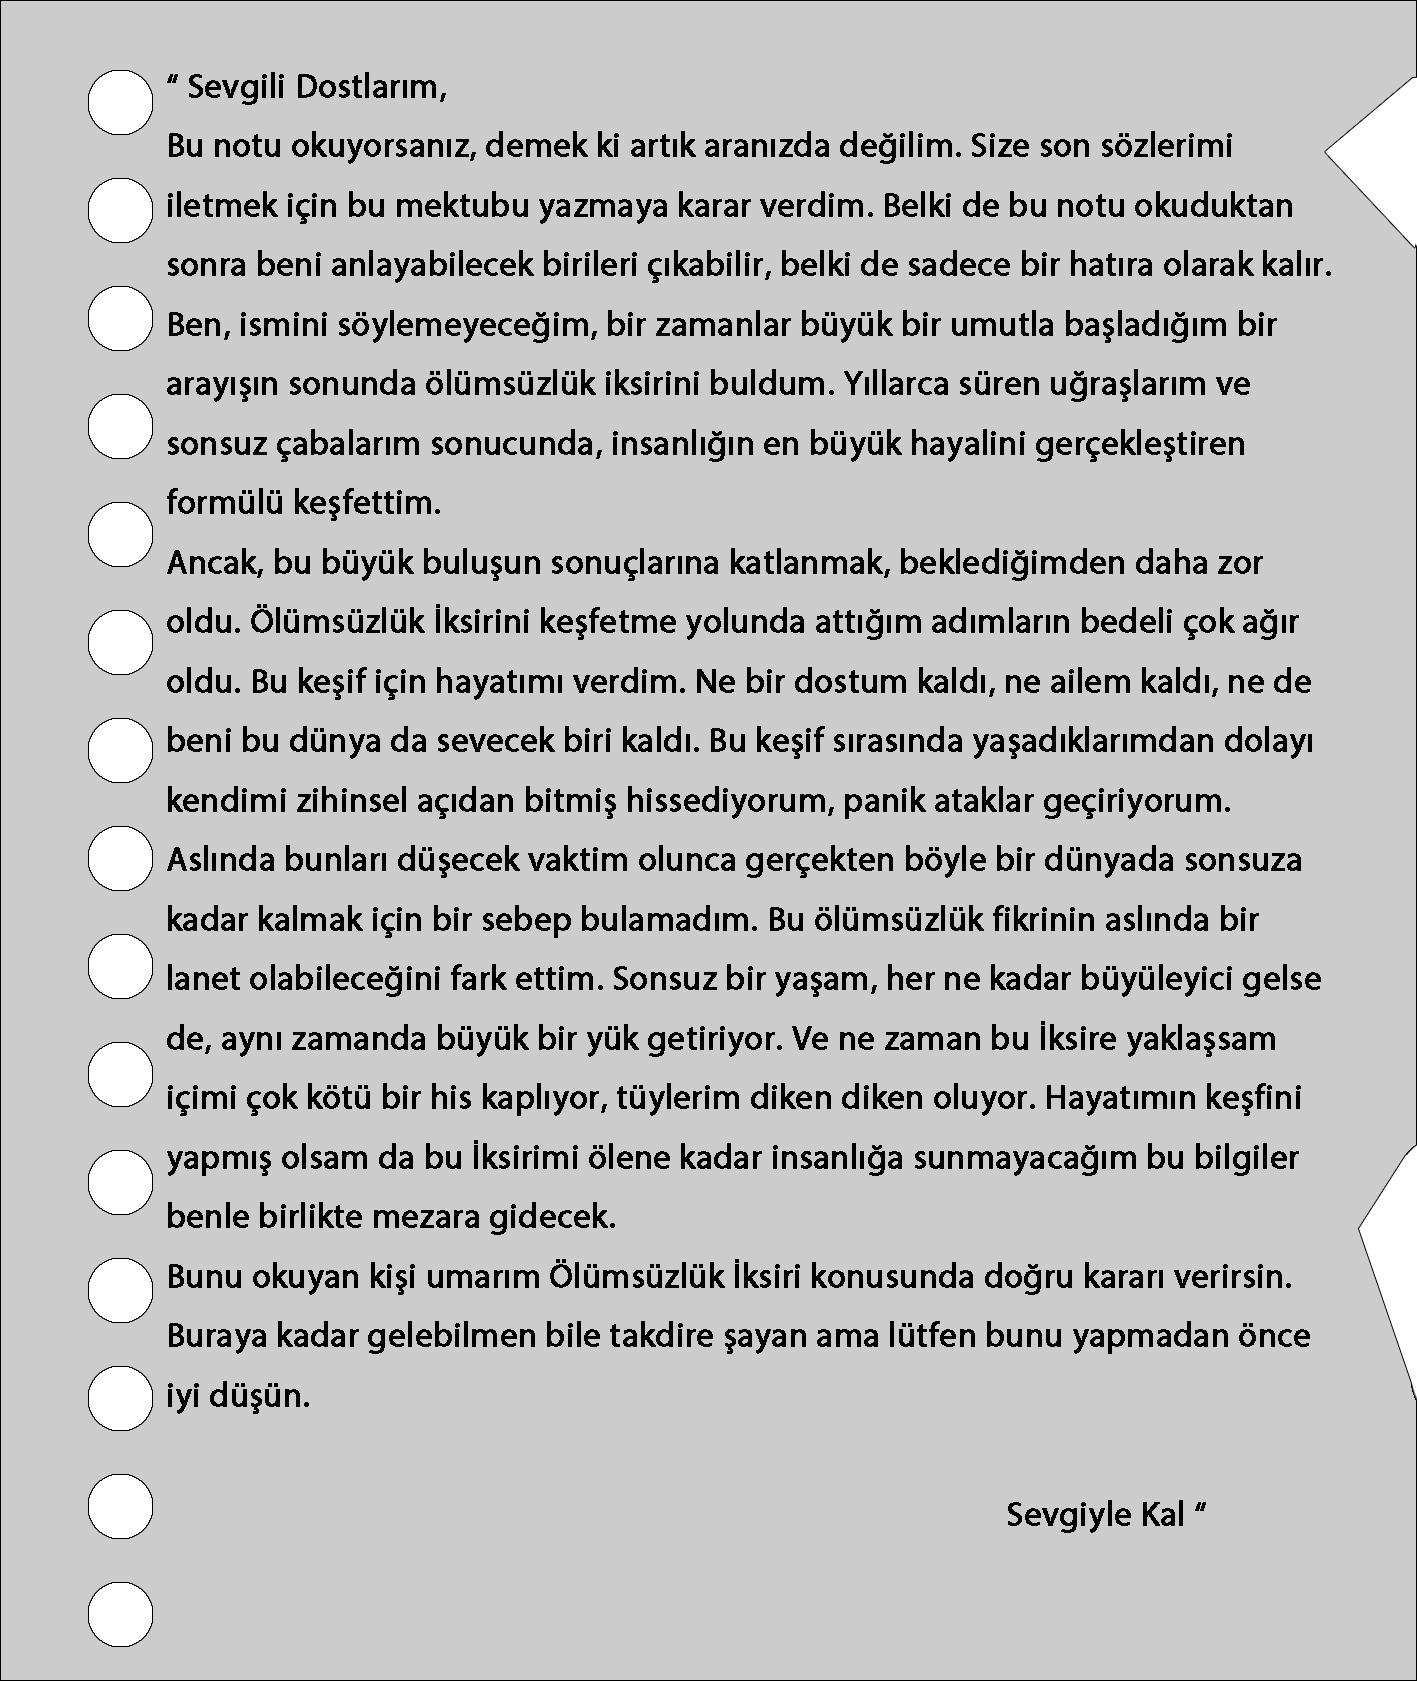 “ Sevgili Dostlarım,
Bu notu okuyorsanız, demek ki artık aranızda değilim. Size son sözlerimi
iletmek için bu mektubu yazmaya karar verdim. Belki de bu notu okuduktan
sonra beni anlayabilecek birileri çıkabilir, belki de sadece bir hatıra olarak kalır.
Ben, ismini söylemeyeceğim, bir zamanlar büyük bir umutla başladığım bir
arayışın sonunda ölümsüzlük iksirini buldum. Yıllarca süren uğraşlarım ve
sonsuz çabalarım sonucunda, insanlığın en büyük hayalini gerçekleştiren
formülü keşfettim.
Ancak, bu büyük buluşun sonuçlarına katlanmak, beklediğimden daha zor
oldu. Ölümsüzlük İksirini keşfetme yolunda attığım adımların bedeli çok ağır
oldu. Bu keşif için hayatımı verdim. Ne bir dostum kaldı, ne ailem kaldı, ne de
beni bu dünya da sevecek biri kaldı. Bu keşif sırasında yaşadıklarımdan dolayı
kendimi zihinsel açıdan bitmiş hissediyorum, panik ataklar geçiriyorum.
Aslında bunları düşecek vaktim olunca gerçekten böyle bir dünyada sonsuza
kadar kalmak için bir sebep bulamadım. Bu ölümsüzlük fikrinin aslında bir
lanet olabileceğini fark ettim. Sonsuz bir yaşam, her ne kadar büyüleyici gelse
de, aynı zamanda büyük bir yük getiriyor. Ve ne zaman bu İksire yaklaşsam
içimi çok kötü bir his kaplıyor, tüylerim diken diken oluyor. Hayatımın keşfini
yapmış olsam da bu İksirimi ölene kadar insanlığa sunmayacağım bu bilgiler
benle birlikte mezara gidecek.
Bunu okuyan kişi umarım Ölümsüzlük İksiri konusunda doğru kararı verirsin.
Buraya kadar gelebilmen bile takdire şayan ama lütfen bunu yapmadan önce
iyi düşün.
Sevgiyle Kal “